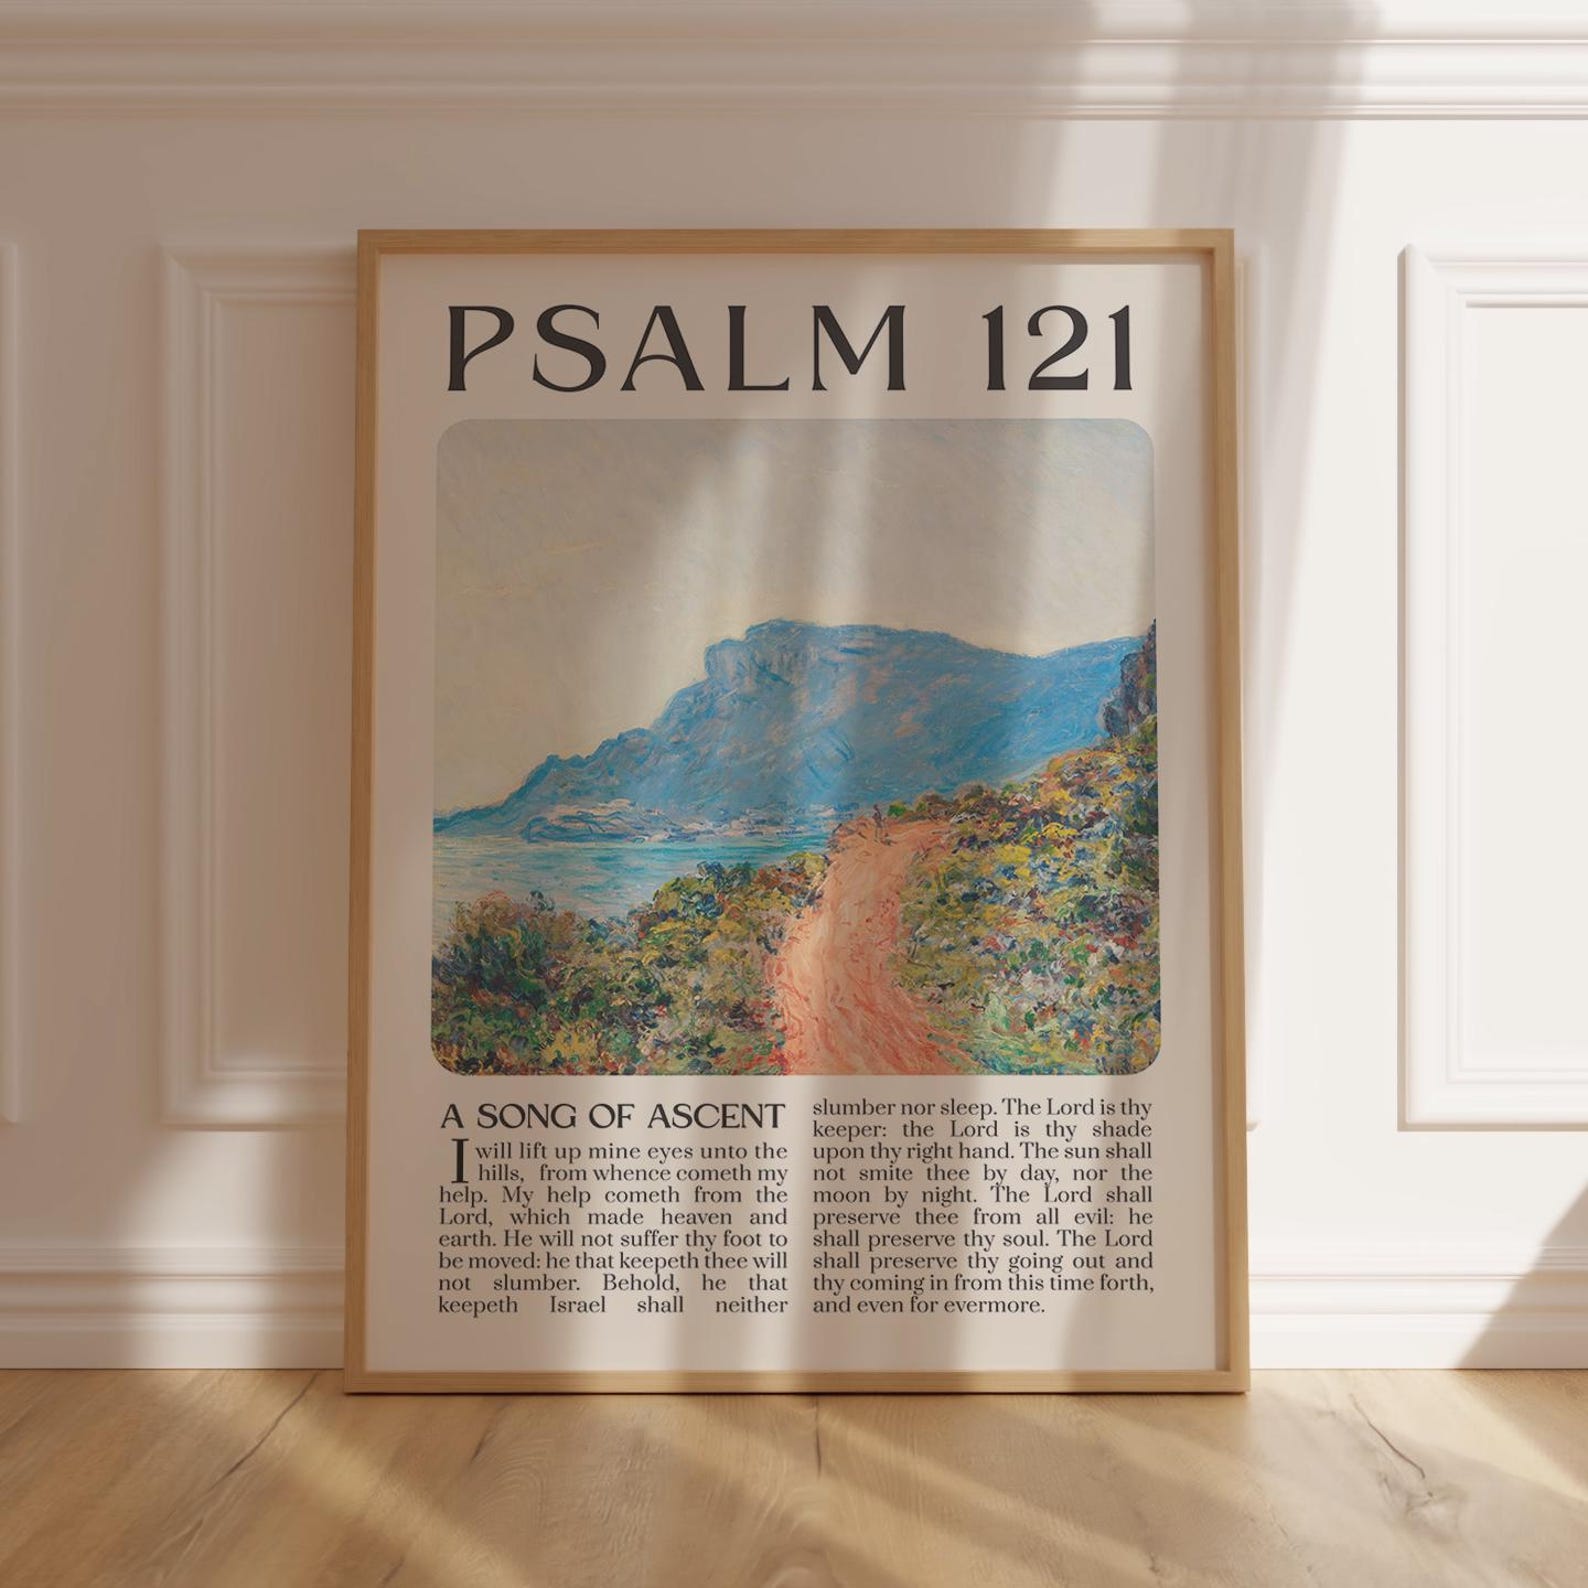 PSALM 121
A SONG OF ASCENT
I will lift up mine eyes unto the
hills, from whence cometh my
help. My help cometh from the
Lord, which made heaven and
earth. He will not suffer thy foot to
be moved: he that keepeth thee will
not slumber. Behold, he that
keepeth Israel shall neither
slumber nor sleep. The Lord is thy
keeper: the Lord is thy shade
upon thy right hand. The sun shall
not smite thee by day, nor the
moon by night. The Lord shall
preserve thee from all evil: he
shall preserve thy soul. The Lord
shall preserve thy going out and
thy coming in from this time forth,
and even for evermore.